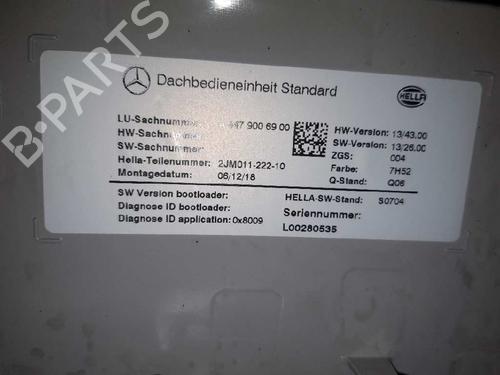 Dachbedieneinheit Standard
HELLA
LU-Sachnummer: 447 900 69 00
HW-Sachnummer:
SW-Sachnummer:
Hella-Teilenummer: 2JM011-222-10
Montagedatum: 06/12/18
HW-Version: 13/43.00
SW-Version: 13/26.00
ZGS: 004
Farbe: 7H52
Q-Stand: Q06
SW Version bootloader:
Diagnose ID bootloader:
Diagnose ID application: 0x8009
HELLA-SW-Stand: S0704
Seriennummer:
L00280535
B-PARTS